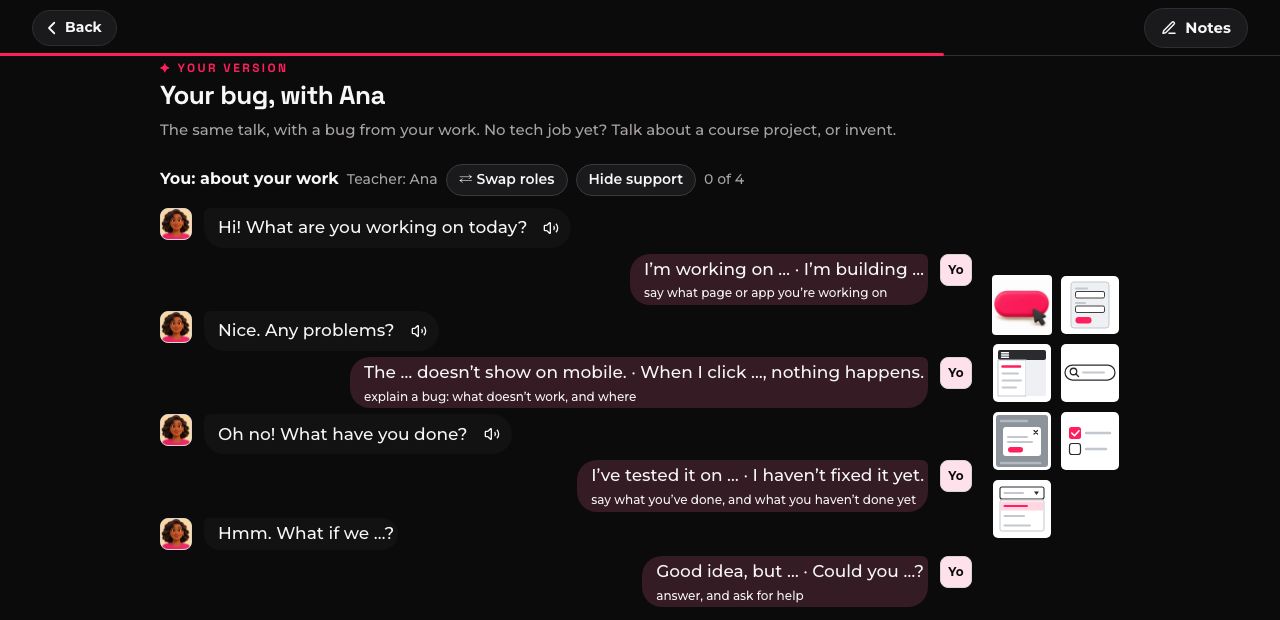 Back
Notes
YOUR VERSION
Your bug, with Ana
The same talk, with a bug from your work. No tech job yet? Talk about a course project, or invent.
You: about your work Teacher: Ana ⇄ Swap roles Hide support 0 of 4
Hi! What are you working on today?
I’m working on … · I’m building …
say what page or app you’re working on
Yo
Nice. Any problems?
The … doesn’t show on mobile. · When I click …, nothing happens.
explain a bug: what doesn’t work, and where
Yo
Oh no! What have you done?
I’ve tested it on … · I haven’t fixed it yet.
say what you’ve done, and what you haven’t done yet
Yo
Hmm. What if we …?
Good idea, but … · Could you …?
answer, and ask for help
Yo